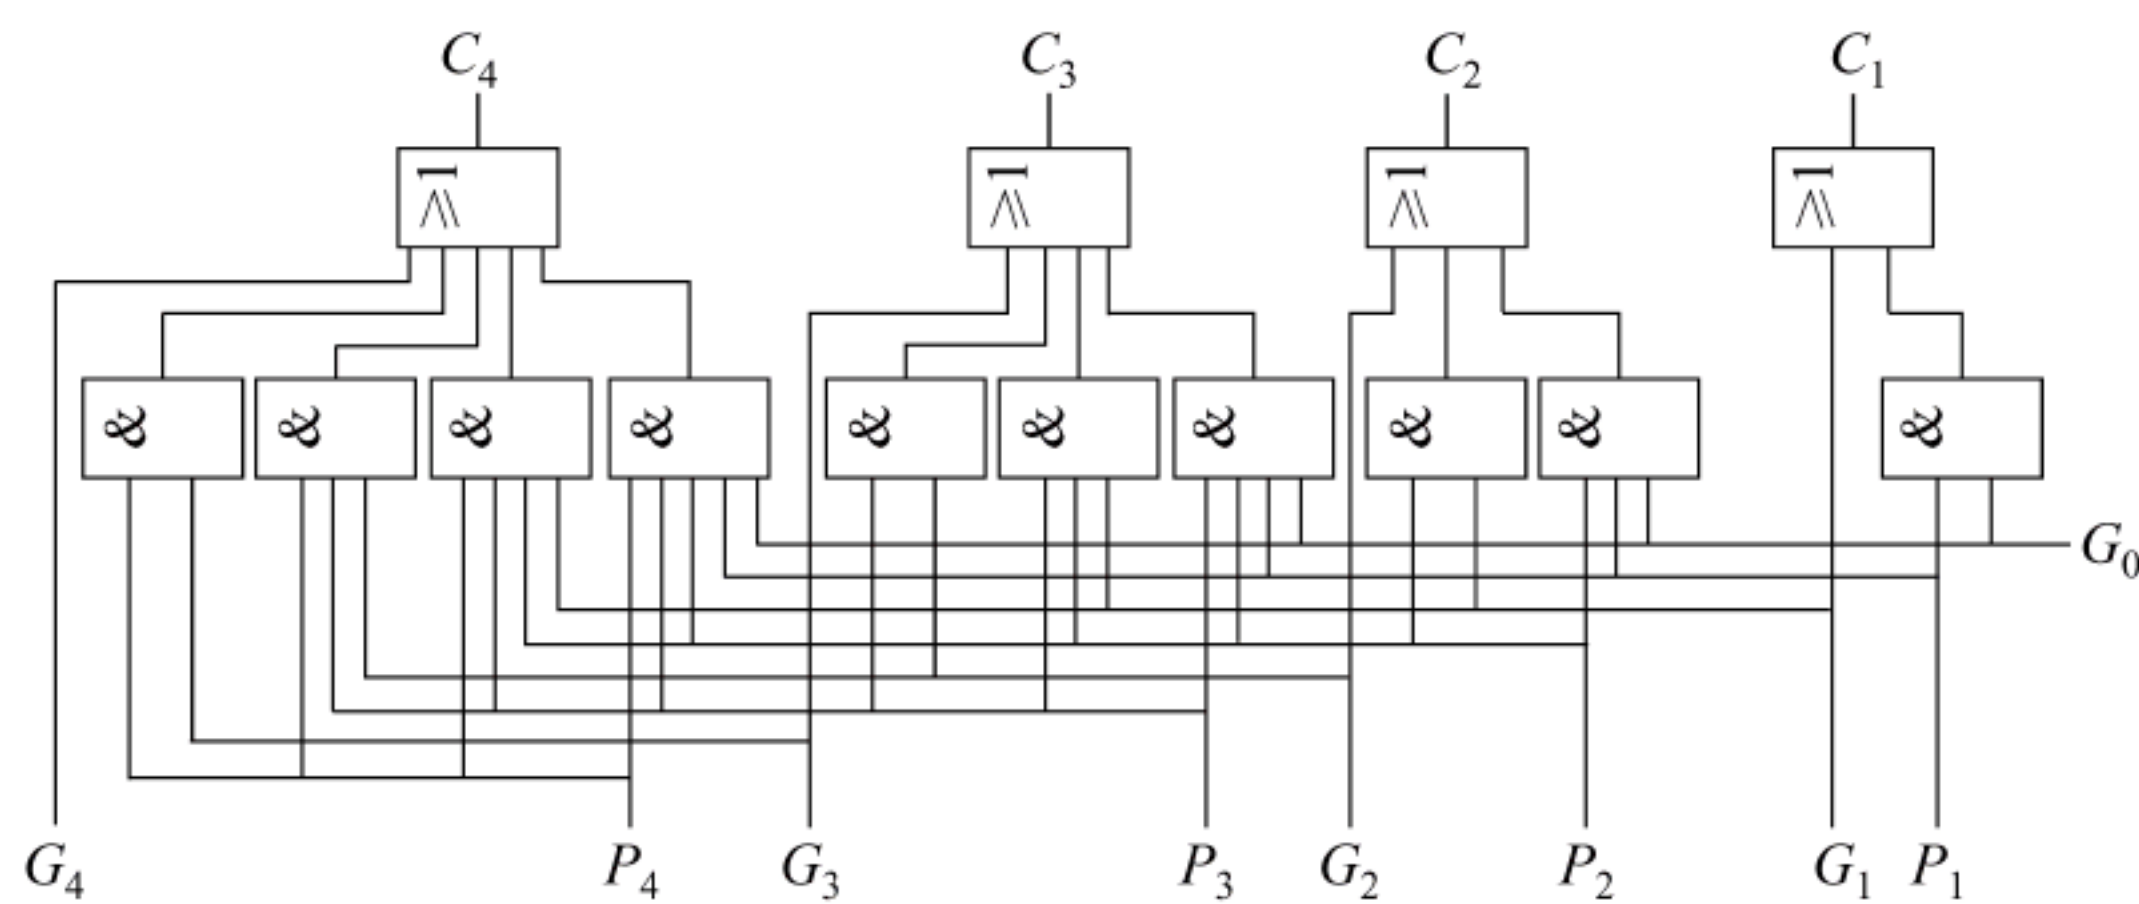 C₄ C₃ C₂ C₁
≥1 ≥1 ≥1 ≥1
& & & & & & & & & &
G₀
G₄ P₄ G₃ P₃ G₂ P₂ G₁ P₁